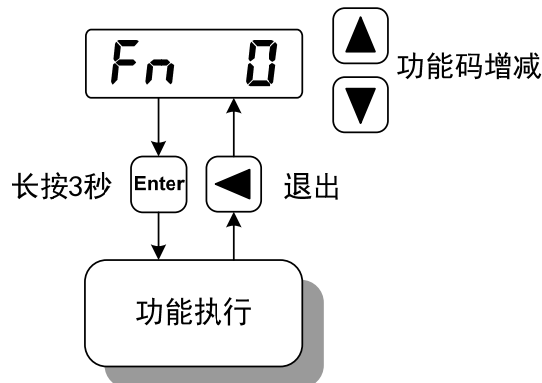 Fn 0
功能码增减
长按3秒
Enter
退出
功能执行